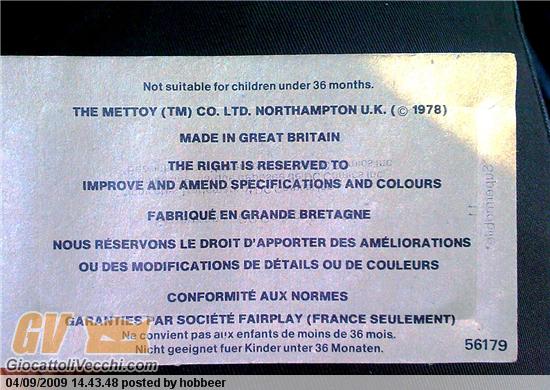 Not suitable for children under 36 months.
THE METTOY (TM) CO. LTD. NORTHAMPTON U.K. (© 1978)
MADE IN GREAT BRITAIN
THE RIGHT IS RESERVED TO
IMPROVE AND AMEND SPECIFICATIONS AND COLOURS
FABRIQUÉ EN GRANDE BRETAGNE
NOUS RÉSERVONS LE DROIT D'APPORTER DES AMÉLIORATIONS
OU DES MODIFICATIONS DE DÉTAILS OU DE COULEURS
CONFORMITÉ AUX NORMES
GARANTIES PAR SOCIÉTÉ FAIRPLAY (FRANCE SEULEMENT)
Ne convient pas aux enfants de moins de 36 mois.
Nicht geeignet fuer Kinder unter 36 Monaten.
56179
GV
GiocattoliVecchi.com
04/09/2009 14.43.48 posted by hobbeer